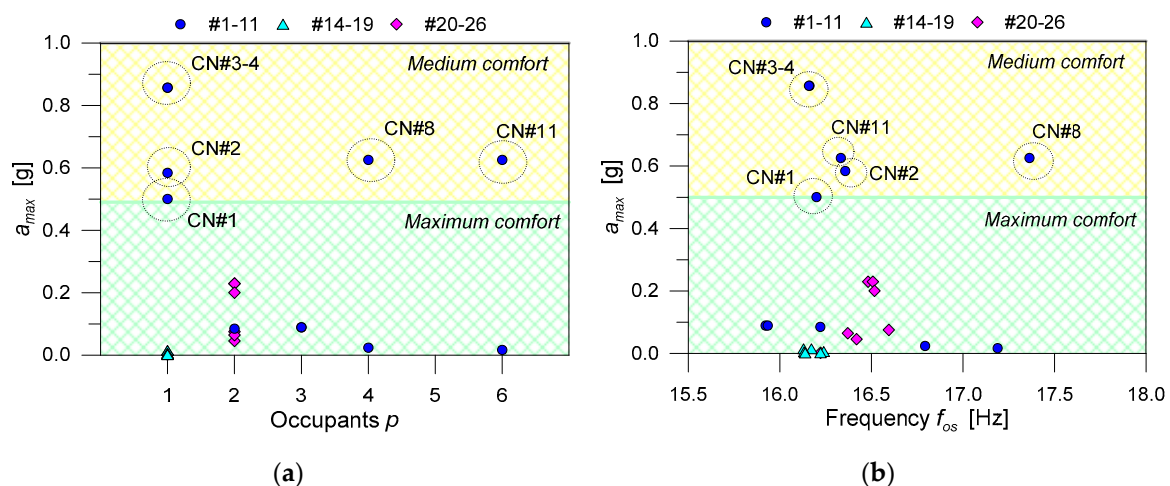 #1-11 #14-19 #20-26
1.0
0.8
0.6
0.4
0.2
0.0
a_max [g]
Medium comfort
CN#3-4
CN#8
CN#11
CN#2
CN#1
Maximum comfort
1 2 3 4 5 6
Occupants p
(a)
#1-11 #14-19 #20-26
1.0
0.8
0.6
0.4
0.2
0.0
a_max [g]
Medium comfort
CN#3-4
CN#11
CN#8
CN#2
CN#1
Maximum comfort
15.5 16.0 16.5 17.0 17.5 18.0
Frequency f_os [Hz]
(b)